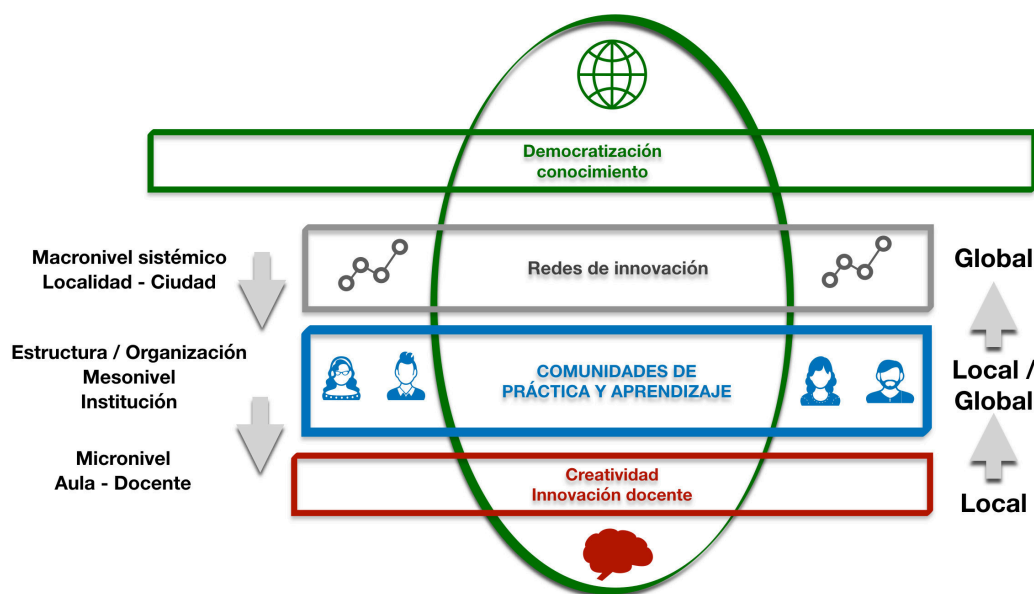 Democratización
conocimiento
Macronivel sistémico
Localidad - Ciudad
Redes de innovación
Global
Estructura / Organización
Mesonivel
Institución
COMUNIDADES DE
PRÁCTICA Y APRENDIZAJE
Local /
Global
Micronivel
Aula - Docente
Creatividad
Innovación docente
Local